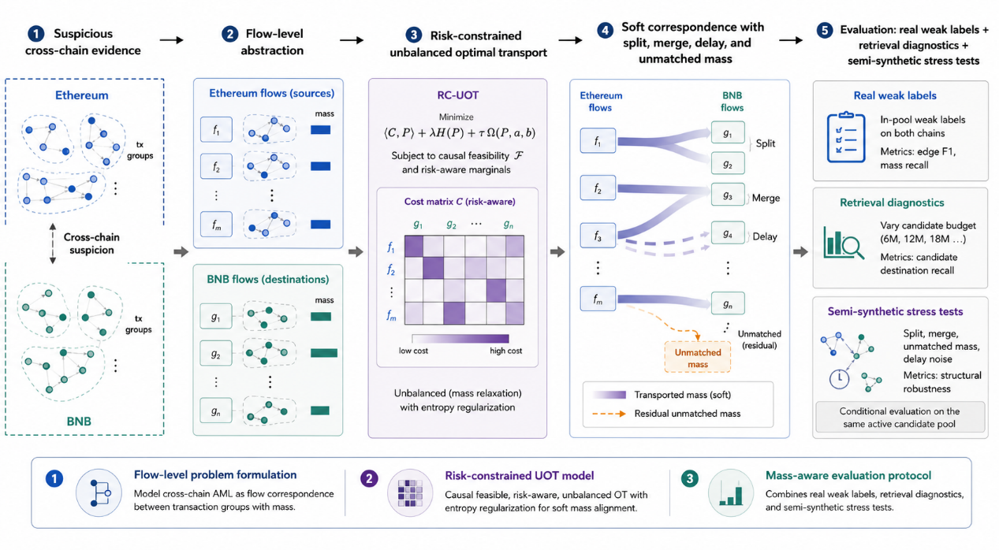 1 Suspicious
cross-chain evidence
2 Flow-level
abstraction
3 Risk-constrained
unbalanced optimal transport
4 Soft correspondence with
split, merge, delay, and
unmatched mass
5 Evaluation: real weak labels +
retrieval diagnostics +
semi-synthetic stress tests
Ethereum
tx
groups
⋮
Cross-chain
suspicion
tx
groups
⋮
BNB
Ethereum flows (sources)
mass
f₁
f₂
⋮ ⋮
fₘ
BNB flows (destinations)
mass
g₁
g₂
⋮ ⋮
gₙ
RC-UOT
Minimize
⟨C, P⟩ + λH(P) + τ Ω(P, a, b)
Subject to causal feasibility ℱ
and risk-aware marginals
Cost matrix C (risk-aware)
g₁ g₂ ⋯ gₙ
f₁
f₂
⋮
fₘ
low cost high cost
Unbalanced (mass relaxation)
with entropy regularization
Ethereum
flows
BNB
flows
f₁
f₂
f₃
⋮
fₘ
g₁
g₂
Split
g₃
Merge
g₄
Delay
⋮
gₙ
⋰
Unmatched
(residual)
Unmatched
mass
Transported mass (soft)
Residual unmatched mass
Real weak labels
In-pool weak labels
on both chains
Metrics: edge F1,
mass recall
Retrieval diagnostics
Vary candidate budget
(6M, 12M, 18M ...)
Metrics: candidate
destination recall
Semi-synthetic stress tests
Split, merge,
unmatched mass,
delay noise
Metrics: structural
robustness
Conditional evaluation on the
same active candidate pool
1 Flow-level problem formulation
Model cross-chain AML as flow correspondence
between transaction groups with mass.
2 Risk-constrained UOT model
Causal feasible, risk-aware, unbalanced OT with
entropy regularization for soft mass alignment.
3 Mass-aware evaluation protocol
Combines real weak labels, retrieval diagnostics,
and semi-synthetic stress tests.